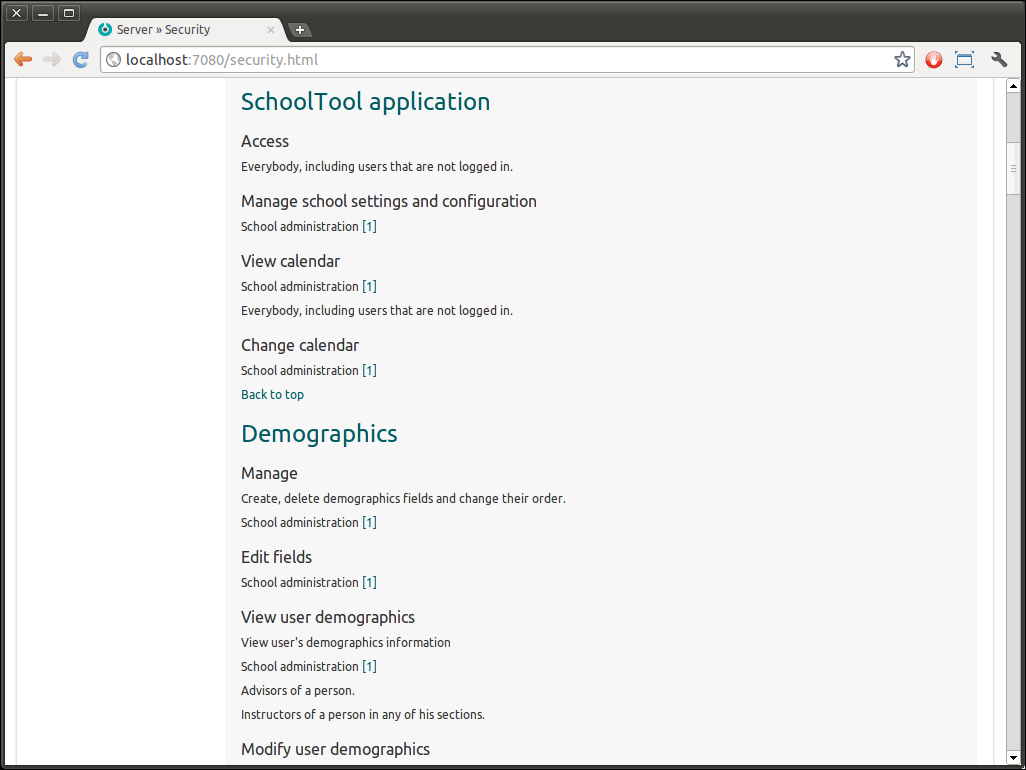 Server » Security
localhost:7080/security.html
SchoolTool application
Access
Everybody, including users that are not logged in.
Manage school settings and configuration
School administration [1]
View calendar
School administration [1]
Everybody, including users that are not logged in.
Change calendar
School administration [1]
Back to top
Demographics
Manage
Create, delete demographics fields and change their order.
School administration [1]
Edit fields
School administration [1]
View user demographics
View user's demographics information
School administration [1]
Advisors of a person.
Instructors of a person in any of his sections.
Modify user demographics